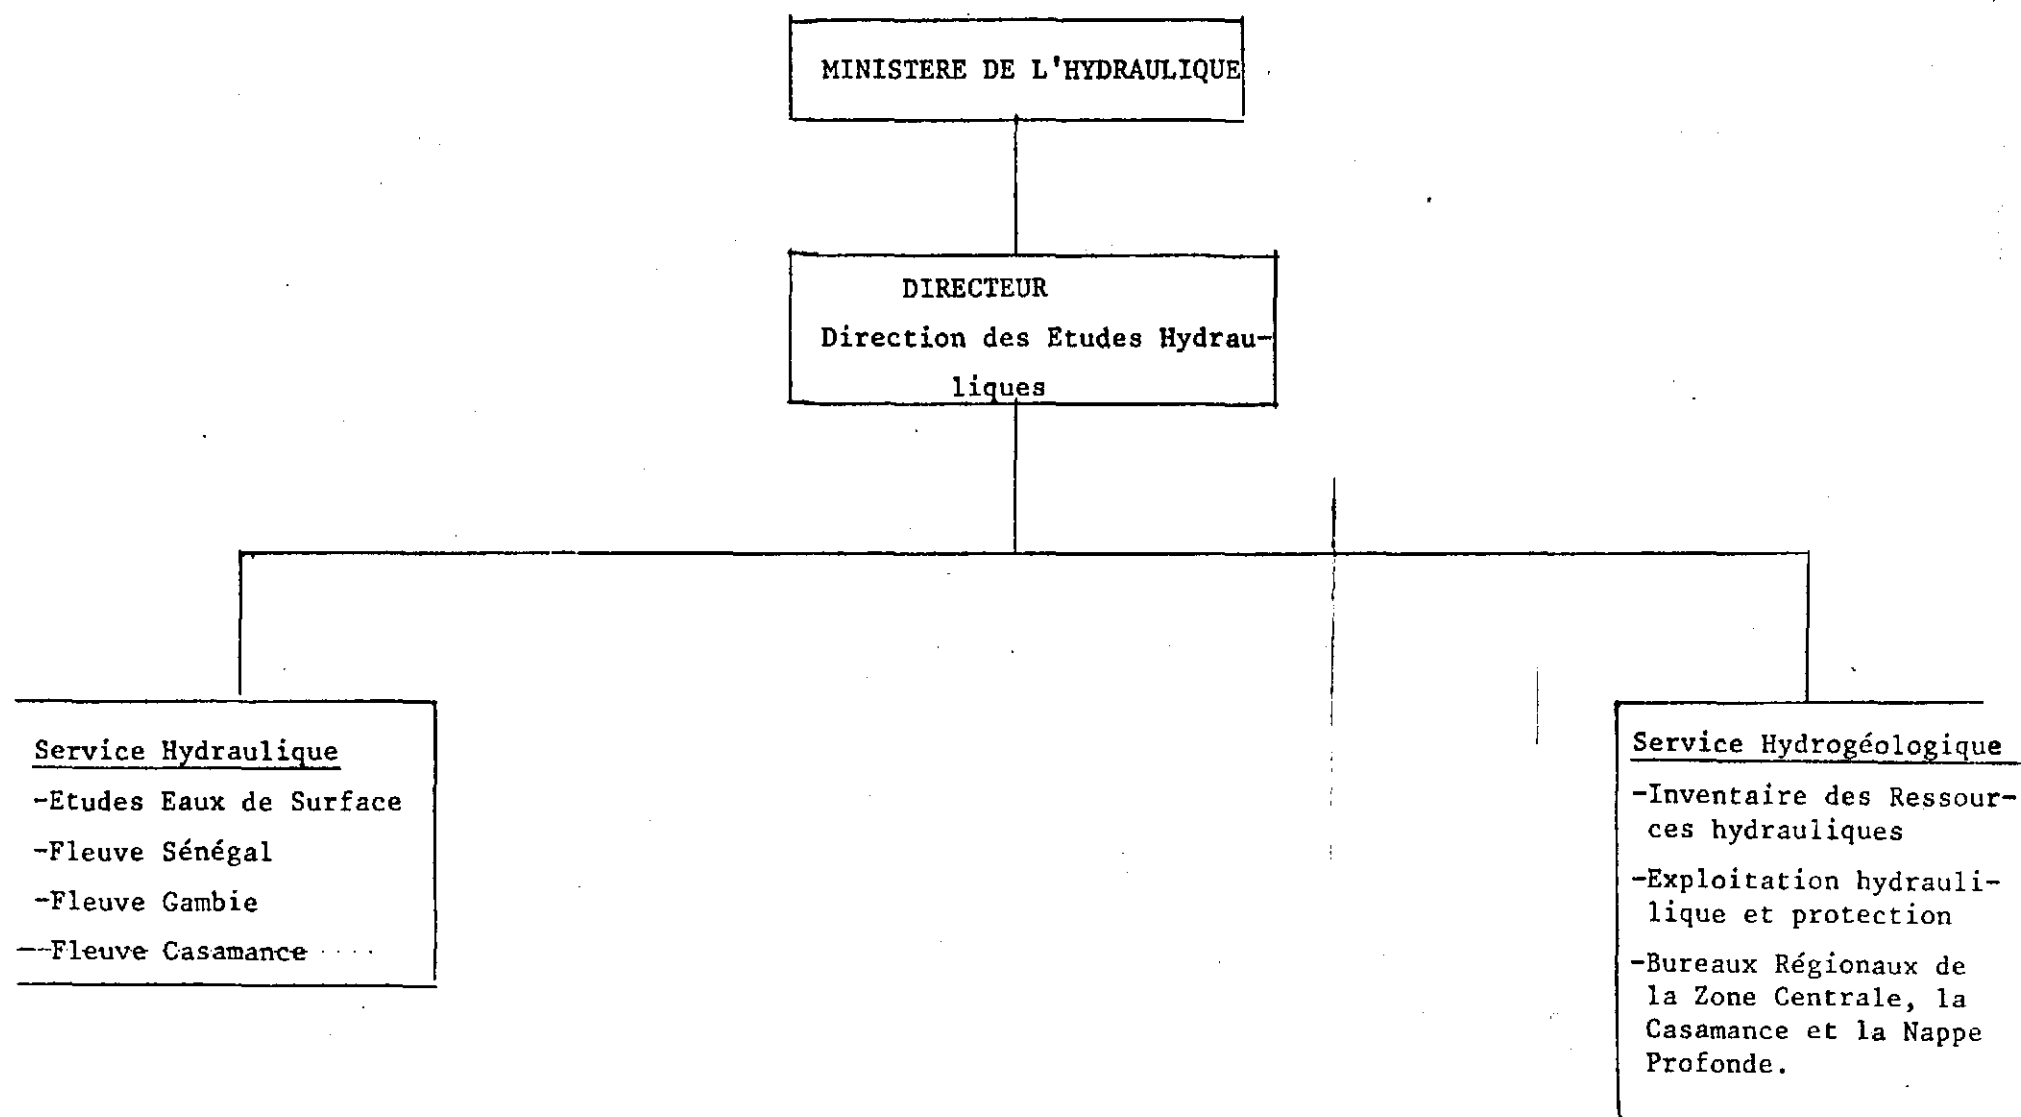 MINISTERE DE L'HYDRAULIQUE
DIRECTEUR
Direction des Etudes Hydrau-
liques
Service Hydraulique
-Etudes Eaux de Surface
-Fleuve Sénégal
-Fleuve Gambie
-Fleuve Casamance
Service Hydrogéologique
-Inventaire des Ressour-
ces hydrauliques
-Exploitation hydrauli-
lique et protection
-Bureaux Régionaux de
la Zone Centrale, la
Casamance et la Nappe
Profonde.